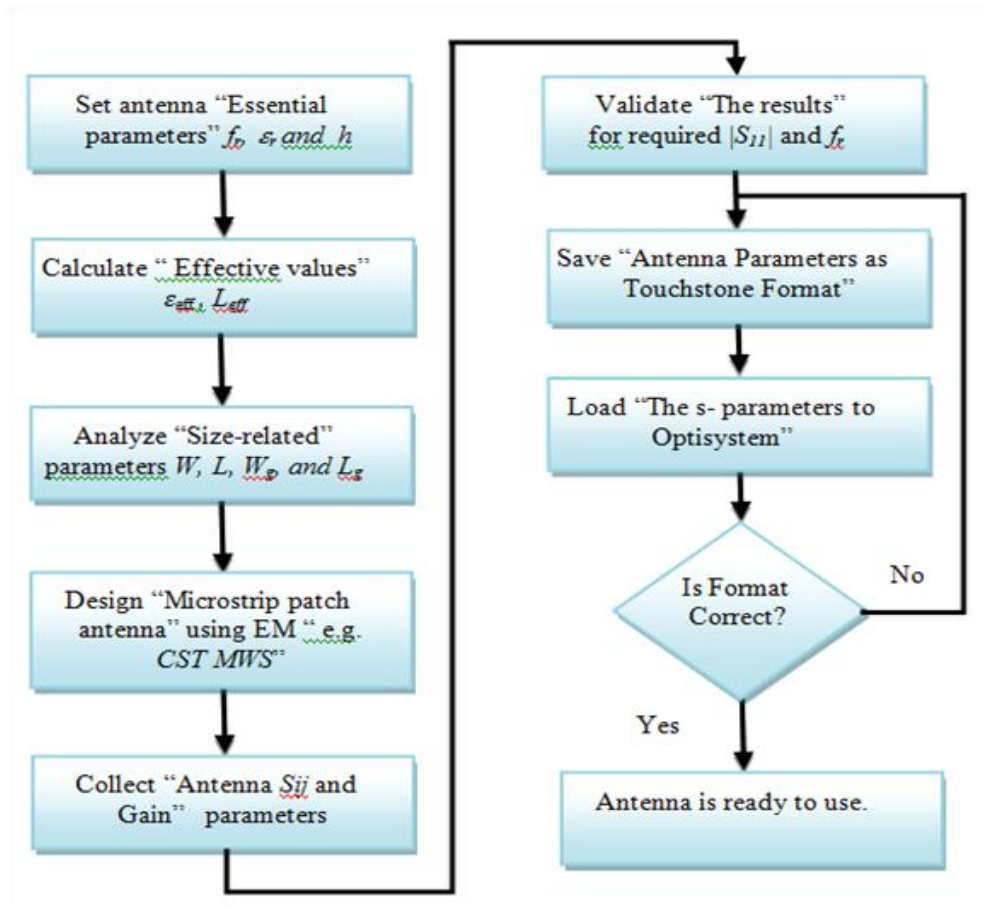 Set antenna “Essential
parameters” fr, εr and h
Calculate “ Effective values”
εeff, Leff
Analyze “Size-related”
parameters W, L, Wg, and Lg
Design “Microstrip patch
antenna” using EM “ e.g.
CST MWS”
Collect “Antenna Sij and
Gain” parameters
Validate “The results”
for required |S11| and fr
Save “Antenna Parameters as
Touchstone Format”
Load “The s- parameters to
Optisystem”
Is Format
Correct?
No
Yes
Antenna is ready to use.